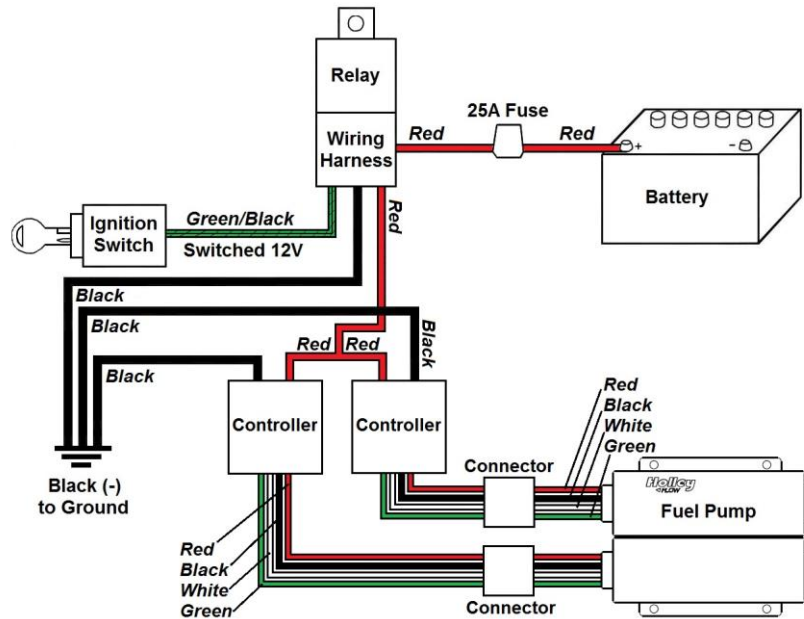 Relay
25A Fuse
Wiring
Harness
Red
Red
+
-
Battery
Ignition
Switch
Green/Black
Switched 12V
Red
Black
Black
Black
Red
Red
Black
Controller
Controller
Black (-)
to Ground
Red
Black
White
Green
Connector
Holley
FLOW
Fuel Pump
Red
Black
White
Green
Connector